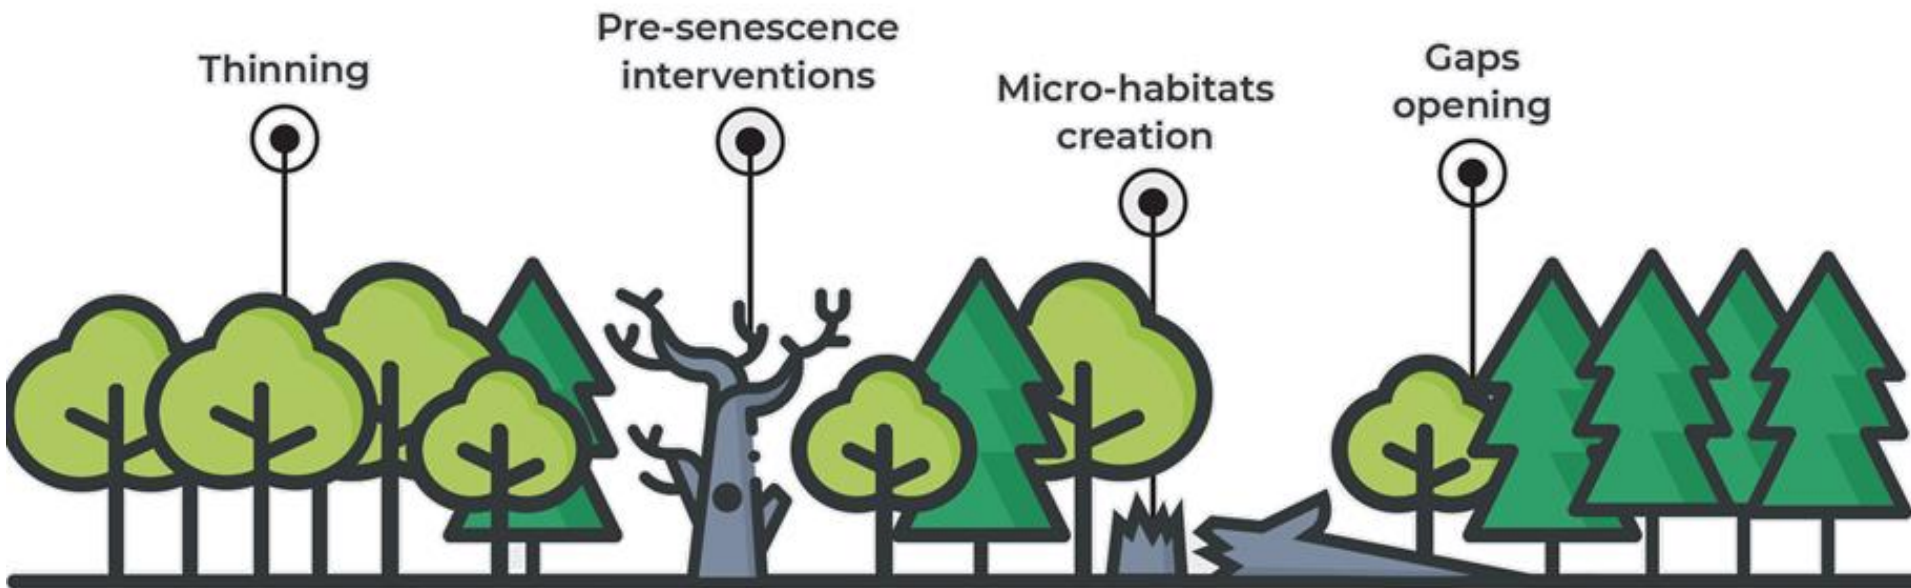 Thinning
Pre-senescence
interventions
Micro-habitats
creation
Gaps
opening